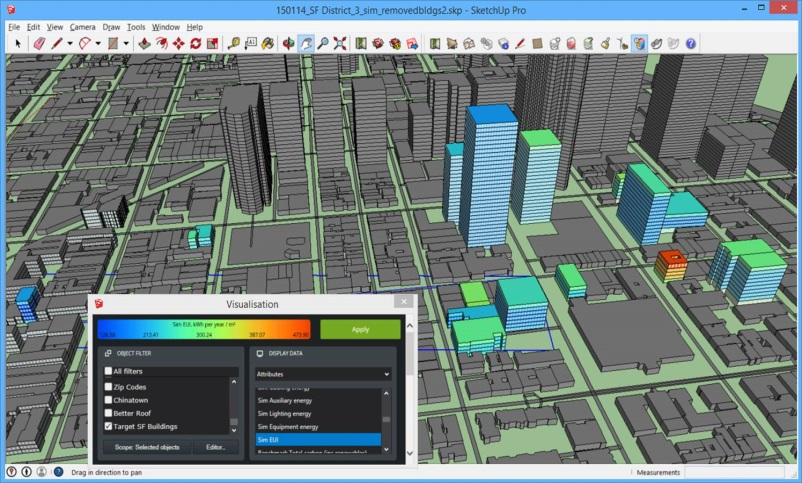 150114_SF District_3_sim_removedbldgs2.skp - SketchUp Pro
File Edit View Camera Draw Tools Window Help
Visualisation
Sim EUI, kWh per year / m²
213.41 300.24 387.07 473.90
Apply
OBJECT FILTER
DISPLAY DATA
All filters
Attributes
Zip Codes
Chinatown
Better Roof
Target SF Buildings
Sim Auxiliary energy
Sim Lighting energy
Sim Equipment energy
Sim EUI
Scope: Selected objects
Editor...
Drag in direction to pan
Measurements